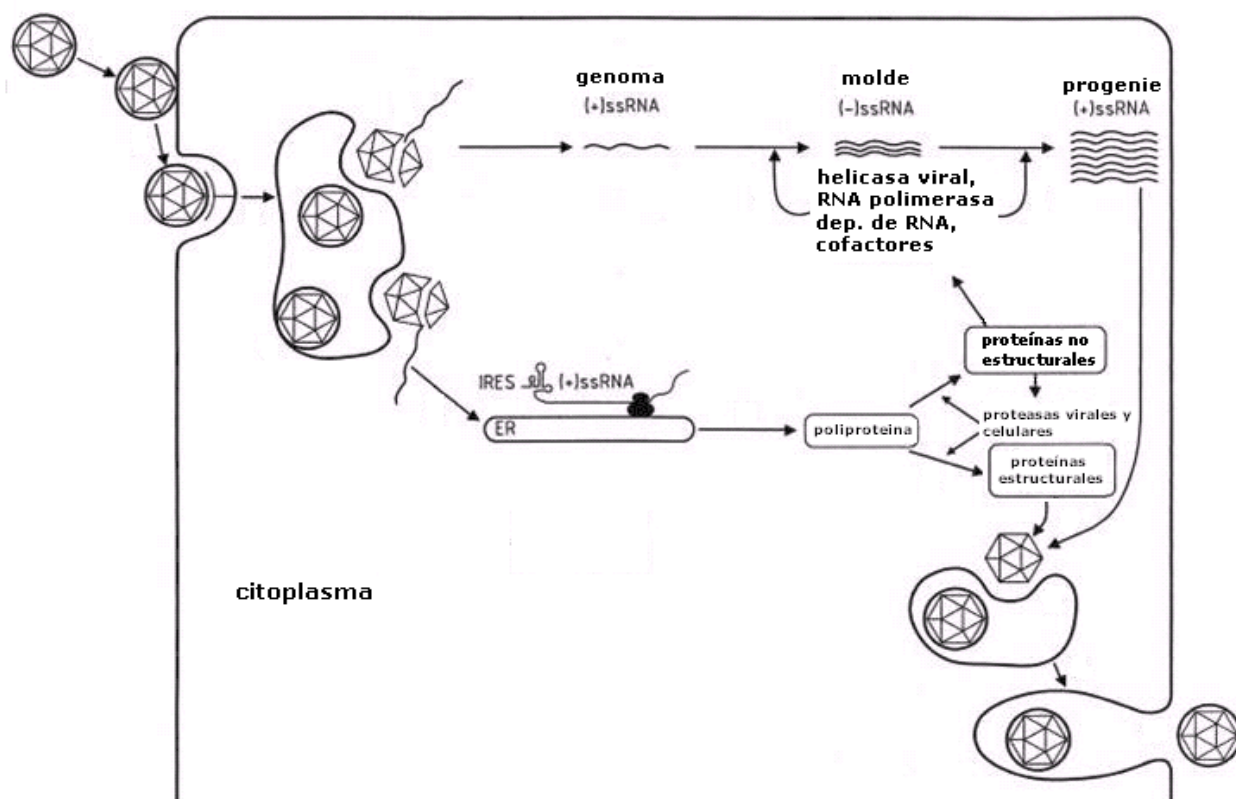 genoma
(+)ssRNA
molde
(-)ssRNA
progenie
(+)ssRNA
helicasa viral,
RNA polimerasa
dep. de RNA,
cofactores
proteínas no
estructurales
IRES (+)ssRNA
ER
poliproteina
proteasas virales y
celulares
proteínas
estructurales
citoplasma